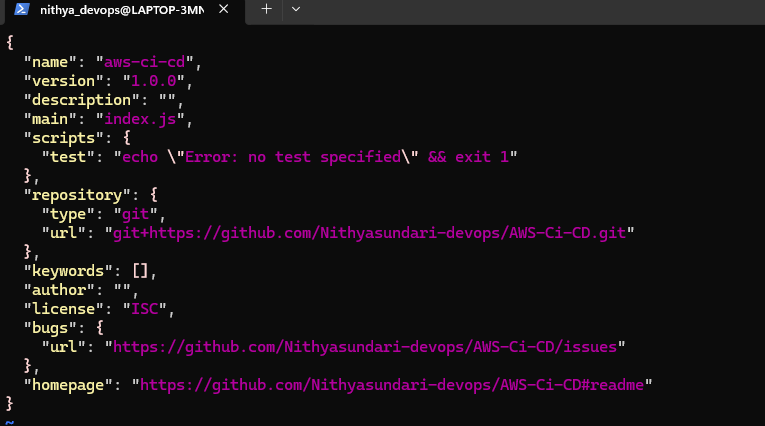 nithya_devops@LAPTOP-3MN
{
  "name": "aws-ci-cd",
  "version": "1.0.0",
  "description": "",
  "main": "index.js",
  "scripts": {
    "test": "echo \"Error: no test specified\" && exit 1"
  },
  "repository": {
    "type": "git",
    "url": "git+https://github.com/Nithyasundari-devops/AWS-Ci-CD.git"
  },
  "keywords": [],
  "author": "",
  "license": "ISC",
  "bugs": {
    "url": "https://github.com/Nithyasundari-devops/AWS-Ci-CD/issues"
  },
  "homepage": "https://github.com/Nithyasundari-devops/AWS-Ci-CD#readme"
}
~